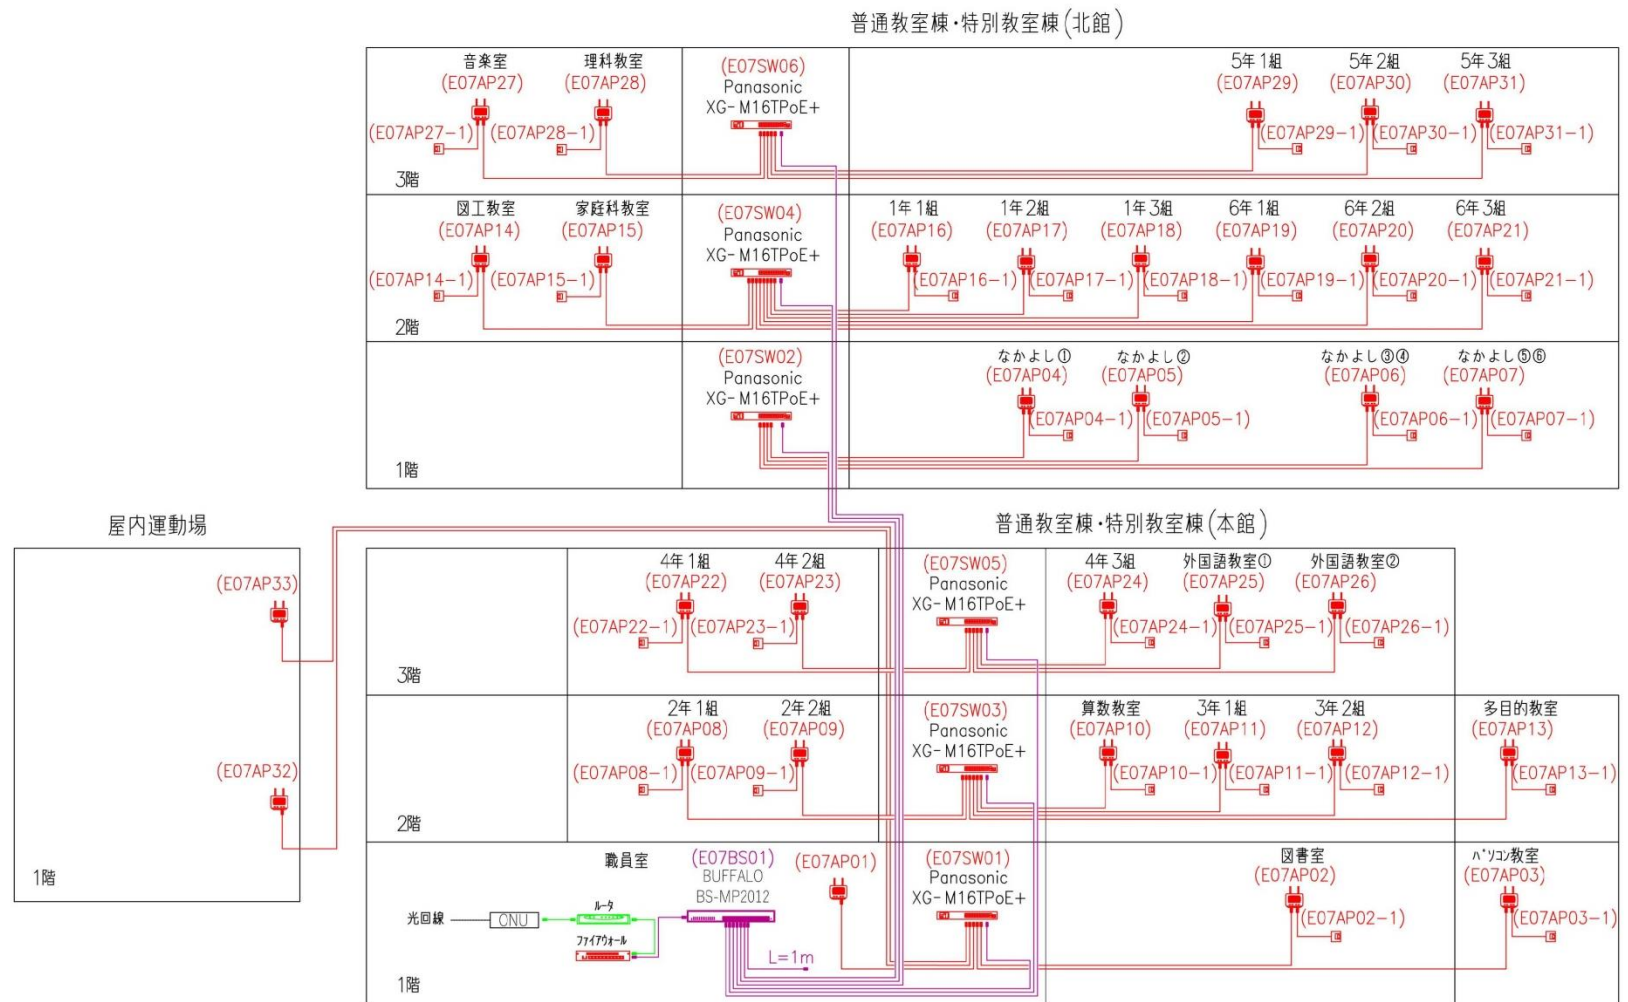 普通教室棟・特別教室棟(北館)
音楽室
(E07AP27)
(E07AP27-1)
理科教室
(E07AP28)
(E07AP28-1)
(E07SW06)
Panasonic
XG-M16TPoE+
5年1組
(E07AP29)
(E07AP29-1)
5年2組
(E07AP30)
(E07AP30-1)
5年3組
(E07AP31)
(E07AP31-1)
3階
図工教室
(E07AP14)
(E07AP14-1)
家庭科教室
(E07AP15)
(E07AP15-1)
(E07SW04)
Panasonic
XG-M16TPoE+
1年1組
(E07AP16)
(E07AP16-1)
1年2組
(E07AP17)
(E07AP17-1)
1年3組
(E07AP18)
(E07AP18-1)
6年1組
(E07AP19)
(E07AP19-1)
6年2組
(E07AP20)
(E07AP20-1)
6年3組
(E07AP21)
(E07AP21-1)
2階
(E07SW02)
Panasonic
XG-M16TPoE+
なかよし①
(E07AP04)
(E07AP04-1)
なかよし②
(E07AP05)
(E07AP05-1)
なかよし③④
(E07AP06)
(E07AP06-1)
なかよし⑤⑥
(E07AP07)
(E07AP07-1)
1階
屋内運動場
(E07AP33)
(E07AP32)
1階
普通教室棟・特別教室棟(本館)
4年1組
(E07AP22)
(E07AP22-1)
4年2組
(E07AP23)
(E07AP23-1)
(E07SW05)
Panasonic
XG-M16TPoE+
4年3組
(E07AP24)
(E07AP24-1)
外国語教室①
(E07AP25)
(E07AP25-1)
外国語教室②
(E07AP26)
(E07AP26-1)
3階
2年1組
(E07AP08)
(E07AP08-1)
2年2組
(E07AP09)
(E07AP09-1)
(E07SW03)
Panasonic
XG-M16TPoE+
算数教室
(E07AP10)
(E07AP10-1)
3年1組
(E07AP11)
(E07AP11-1)
3年2組
(E07AP12)
(E07AP12-1)
多目的教室
(E07AP13)
(E07AP13-1)
2階
職員室
(E07BS01)
BUFFALO
BS-MP2012
(E07AP01)
(E07SW01)
Panasonic
XG-M16TPoE+
図書室
(E07AP02)
(E07AP02-1)
パソコン教室
(E07AP03)
(E07AP03-1)
光回線
ONU
ルータ
ファイアウォール
L=1m
1階